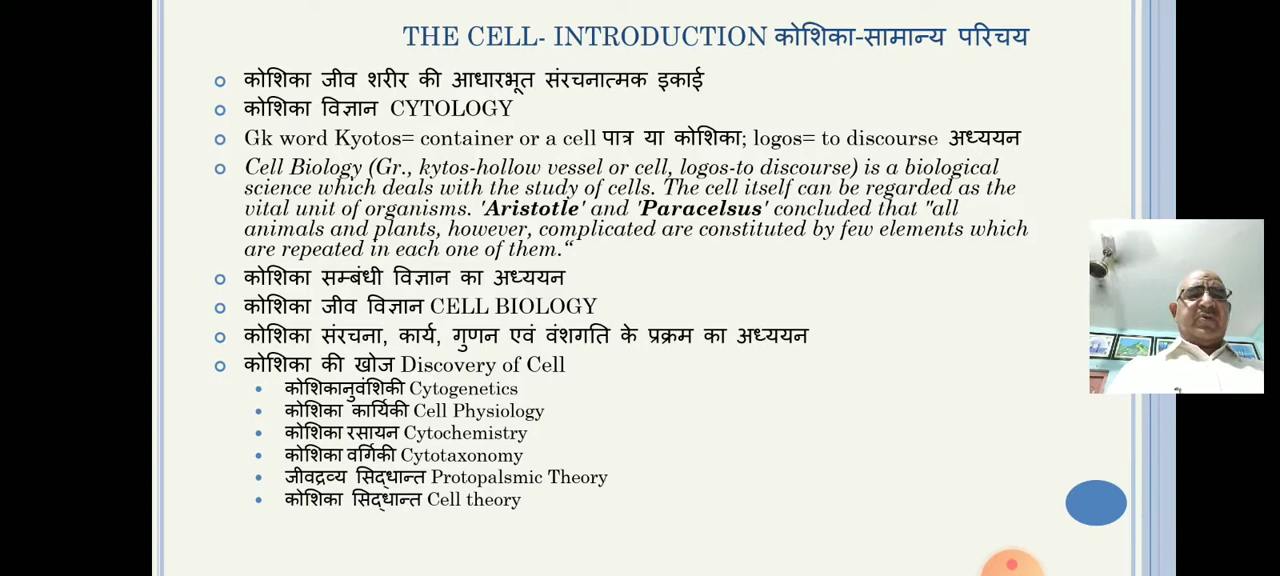 THE CELL- INTRODUCTION कोशिका-सामान्य परिचय
कोशिका जीव शरीर की आधारभूत संरचनात्मक इकाई
कोशिका विज्ञान CYTOLOGY
Gk word Kyotos= container or a cell पात्र या कोशिका; logos= to discourse अध्ययन
Cell Biology (Gr., kytos-hollow vessel or cell, logos-to discourse) is a biological
science which deals with the study of cells. The cell itself can be regarded as the
vital unit of organisms. 'Aristotle' and 'Paracelsus' concluded that "all
animals and plants, however, complicated are constituted by few elements which
are repeated in each one of them.“
कोशिका सम्बंधी विज्ञान का अध्ययन
कोशिका जीव विज्ञान CELL BIOLOGY
कोशिका संरचना, कार्य, गुणन एवं वंशगति के प्रक्रम का अध्ययन
कोशिका की खोज Discovery of Cell
कोशिकानुवंशिकी Cytogenetics
कोशिका कार्यिकी Cell Physiology
कोशिका रसायन Cytochemistry
कोशिका वर्गिकी Cytotaxonomy
जीवद्रव्य सिद्धान्त Protopalsmic Theory
कोशिका सिद्धान्त Cell theory